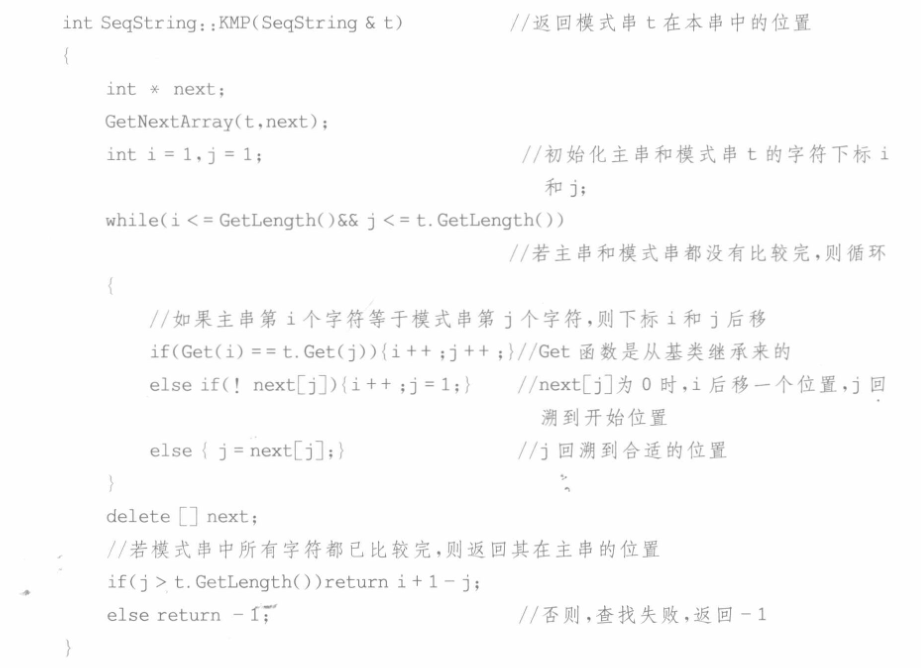 int SeqString::KMP(SeqString & t) //返回模式串 t 在本串中的位置
{
int * next;
GetNextArray(t,next);
int i = 1,j = 1; //初始化主串和模式串 t 的字符下标 i
和 j;
while(i <= GetLength()&& j <= t.GetLength())
//若主串和模式串都没有比较完,则循环
{
//如果主串第 i 个字符等于模式串第 j 个字符,则下标 i 和 j 后移
if(Get(i) == t.Get(j)){i++ ;j++ ;}//Get 函数是从基类继承来的
else if(! next[j]){i++ ;j = 1;} //next[j]为 0 时,i 后移一个位置,j 回
溯到开始位置
else { j = next[j];} //j 回溯到合适的位置
}
delete [] next;
//若模式串中所有字符都已比较完,则返回其在主串的位置
if(j > t.GetLength())return i + 1 - j;
else return - 1; //否则,查找失败,返回 - 1
}